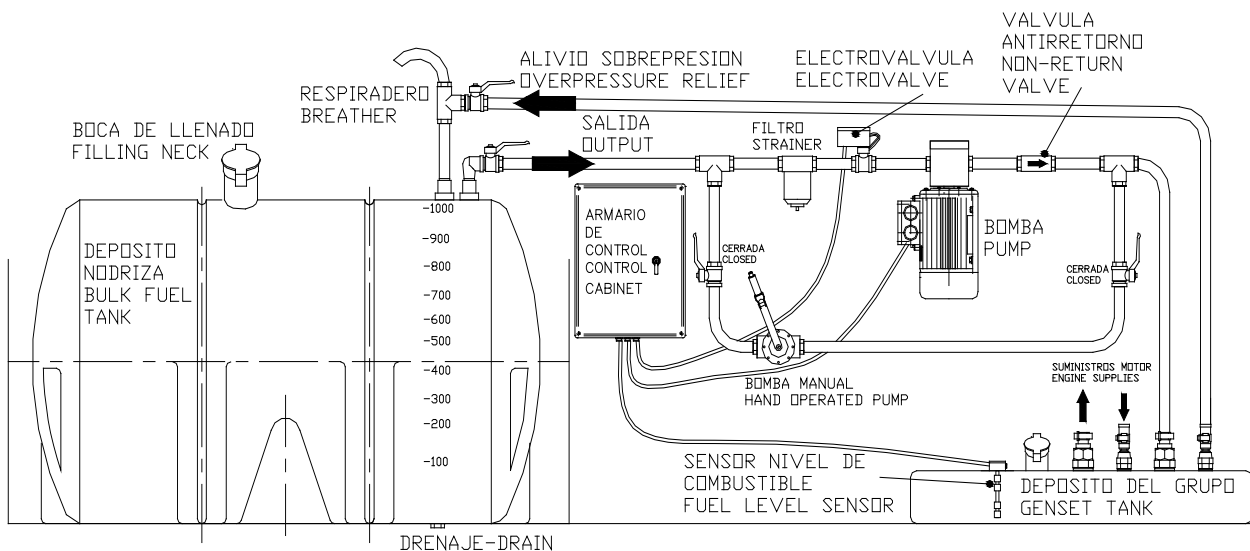 VALVULA
ANTIRRETORNO
NON-RETURN
VALVE
ELECTROVALVULA
ELECTROVALVE
ALIVIO SOBREPRESION
OVERPRESSURE RELIEF
RESPIRADERO
BREATHER
SALIDA
OUTPUT
FILTRO
STRAINER
BOCA DE LLENADO
FILLING NECK
DEPOSITO
NODRIZA
BULK FUEL
TANK
-1000
-900
-800
-700
-600
-500
-400
-300
-200
-100
ARMARIO
DE
CONTROL
CONTROL
CABINET
CERRADA
CLOSED
BOMBA
PUMP
CERRADA
CLOSED
BOMBA MANUAL
HAND OPERATED PUMP
SUMINISTROS MOTOR
ENGINE SUPPLIES
SENSOR NIVEL DE
COMBUSTIBLE
FUEL LEVEL SENSOR
DEPOSITO DEL GRUPO
GENSET TANK
DRENAJE-DRAIN